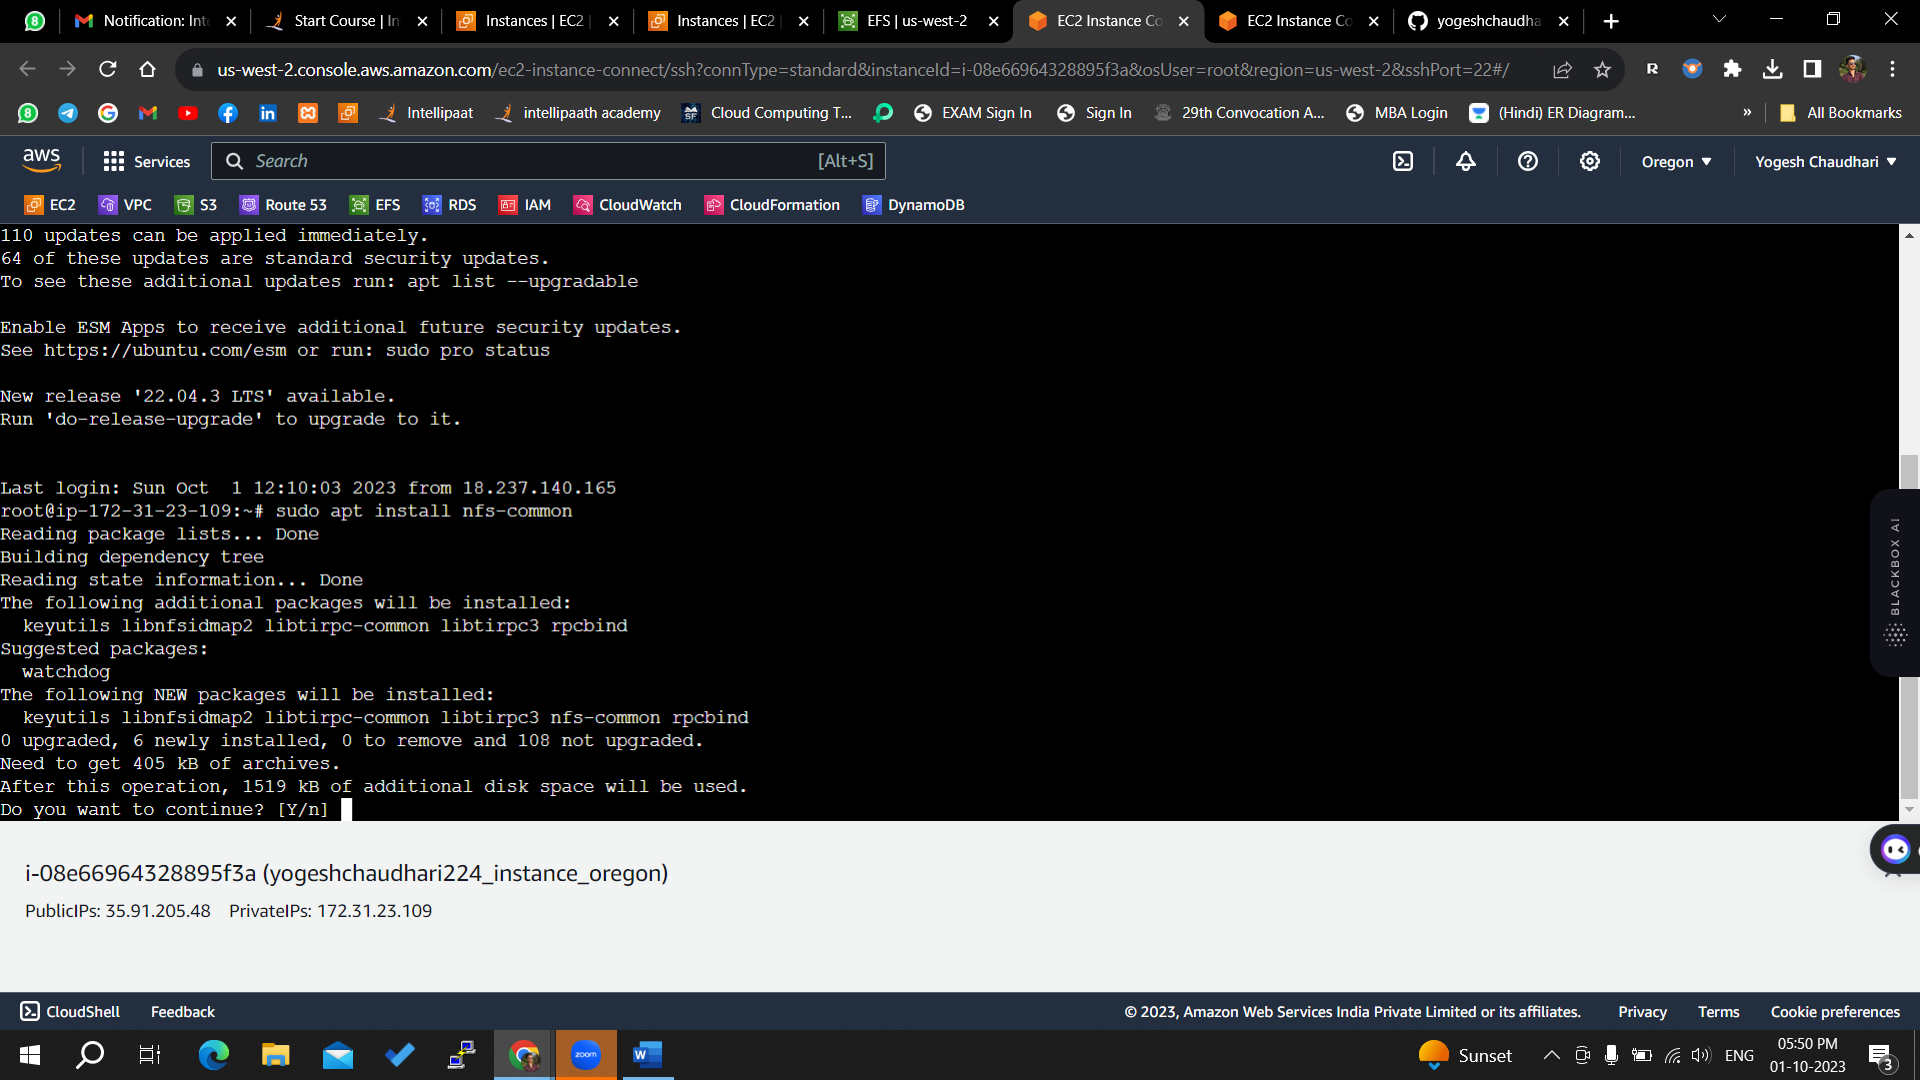 Notification: Int
Start Course | In
Instances | EC2
Instances | EC2
EFS | us-west-2
EC2 Instance Co
EC2 Instance Co
yogeshchaudha
us-west-2.console.aws.amazon.com/ec2-instance-connect/ssh?connType=standard&instanceId=i-08e66964328895f3a&osUser=root&region=us-west-2&sshPort=22#/
Intellipaat
intellipaath academy
Cloud Computing T...
EXAM Sign In
Sign In
29th Convocation A...
MBA Login
(Hindi) ER Diagram...
»
All Bookmarks
aws
Services
Search
[Alt+S]
Oregon
Yogesh Chaudhari
EC2
VPC
S3
Route 53
EFS
RDS
IAM
CloudWatch
CloudFormation
DynamoDB
110 updates can be applied immediately.
64 of these updates are standard security updates.
To see these additional updates run: apt list --upgradable
Enable ESM Apps to receive additional future security updates.
See https://ubuntu.com/esm or run: sudo pro status
New release '22.04.3 LTS' available.
Run 'do-release-upgrade' to upgrade to it.
Last login: Sun Oct  1 12:10:03 2023 from 18.237.140.165
root@ip-172-31-23-109:~# sudo apt install nfs-common
Reading package lists... Done
Building dependency tree
Reading state information... Done
The following additional packages will be installed:
  keyutils libnfsidmap2 libtirpc-common libtirpc3 rpcbind
Suggested packages:
  watchdog
The following NEW packages will be installed:
  keyutils libnfsidmap2 libtirpc-common libtirpc3 nfs-common rpcbind
0 upgraded, 6 newly installed, 0 to remove and 108 not upgraded.
Need to get 405 kB of archives.
After this operation, 1519 kB of additional disk space will be used.
Do you want to continue? [Y/n]
BLACKBOX AI
i-08e66964328895f3a (yogeshchaudhari224_instance_oregon)
PublicIPs: 35.91.205.48    PrivateIPs: 172.31.23.109
CloudShell
Feedback
© 2023, Amazon Web Services India Private Limited or its affiliates.
Privacy
Terms
Cookie preferences
zoom
Sunset
ENG
05:50 PM
01-10-2023
3